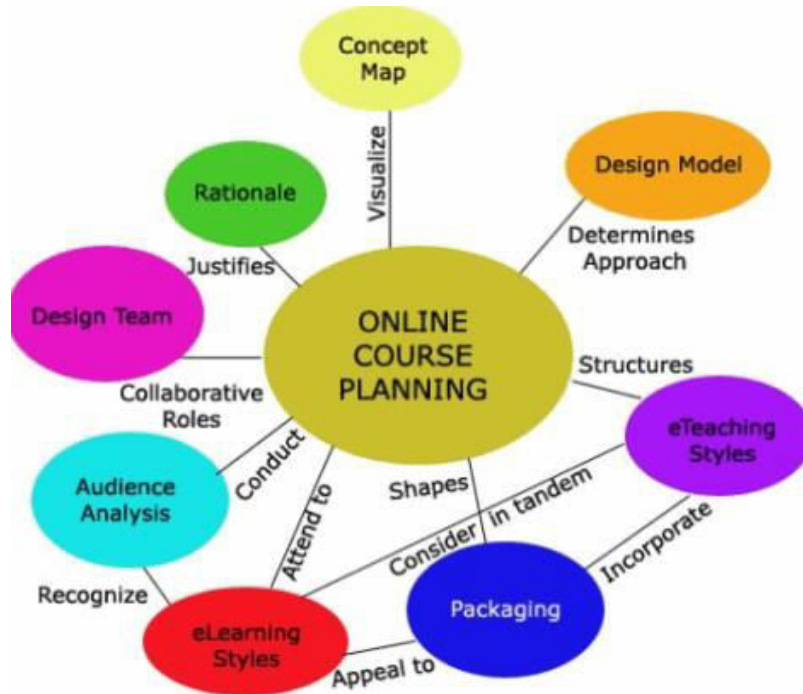 Concept
Map
Visualize
Design Model
Rationale
Determines
Approach
Justifies
Design Team
ONLINE
COURSE
PLANNING
Structures
Collaborative
Roles
eTeaching
Styles
Conduct
Audience
Analysis
Attend to
Shapes
Consider in tandem
Incorporate
Recognize
Packaging
eLearning
Styles
Appeal to